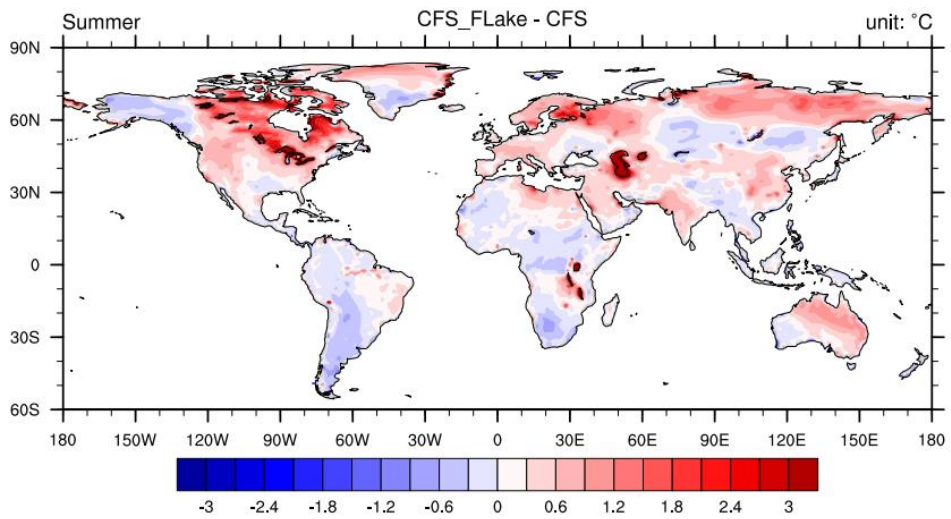 Summer CFS_FLake - CFS unit: °C
90N
60N
30N
0
30S
60S
180 150W 120W 90W 60W 30W 0 30E 60E 90E 120E 150E 180
-3 -2.4 -1.8 -1.2 -0.6 0 0.6 1.2 1.8 2.4 3